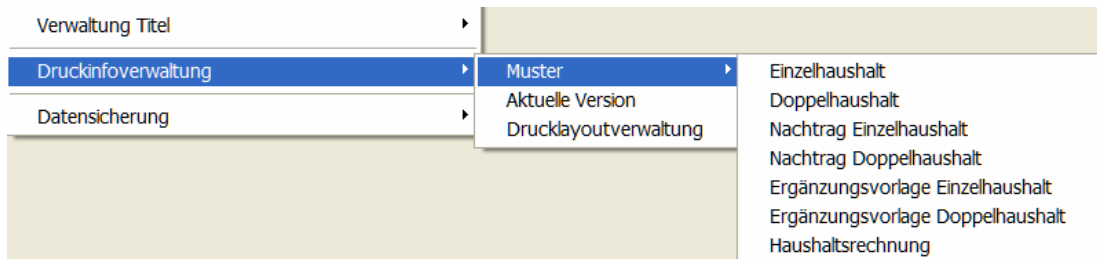 Verwaltung Titel
Druckinfoverwaltung
Datensicherung
Muster
Aktuelle Version
Drucklayoutverwaltung
Einzelhaushalt
Doppelhaushalt
Nachtrag Einzelhaushalt
Nachtrag Doppelhaushalt
Ergänzungsvorlage Einzelhaushalt
Ergänzungsvorlage Doppelhaushalt
Haushaltsrechnung